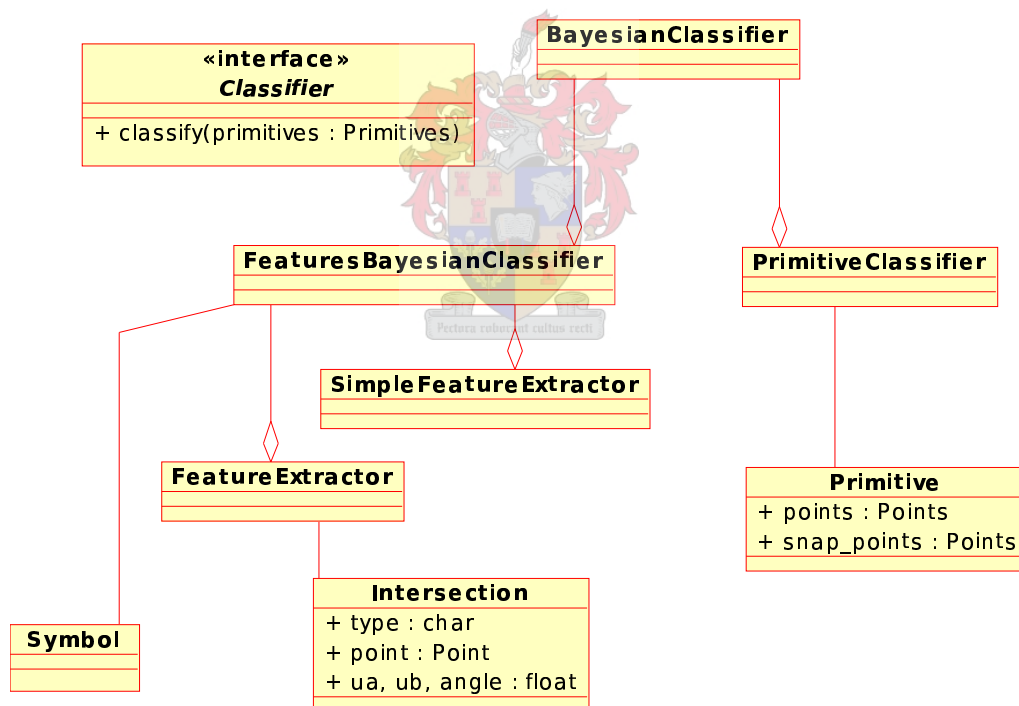 «interface»
Classifier
+ classify(primitives : Primitives)
BayesianClassifier
FeaturesBayesianClassifier
PrimitiveClassifier
Pectora roborant cultus recti
SimpleFeatureExtractor
FeatureExtractor
Primitive
+ points : Points
+ snap_points : Points
Intersection
+ type : char
+ point : Point
+ ua, ub, angle : float
Symbol